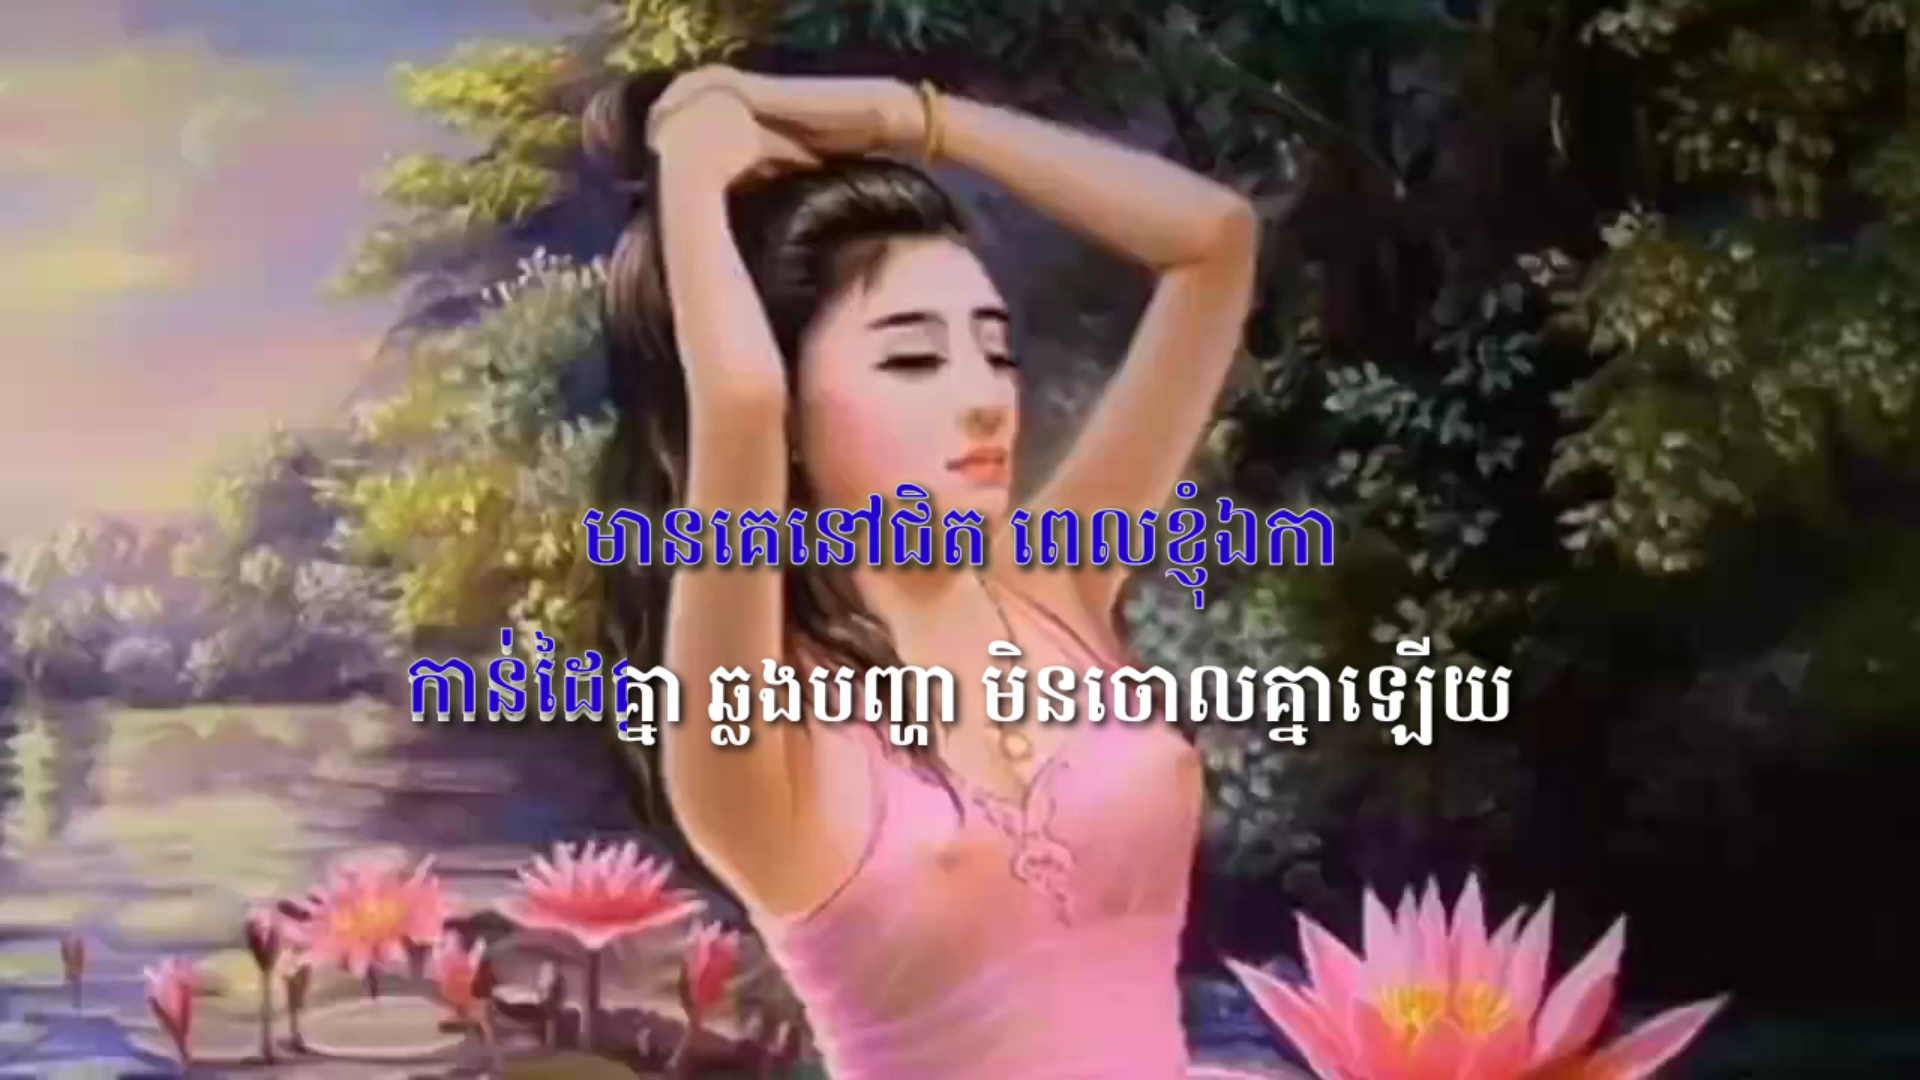 មានគេនៅជិត ពេលខ្ញុំឯកា
កាន់ដៃគ្នា ឆ្លងបញ្ហា មិនចោលគ្នាឡើយ